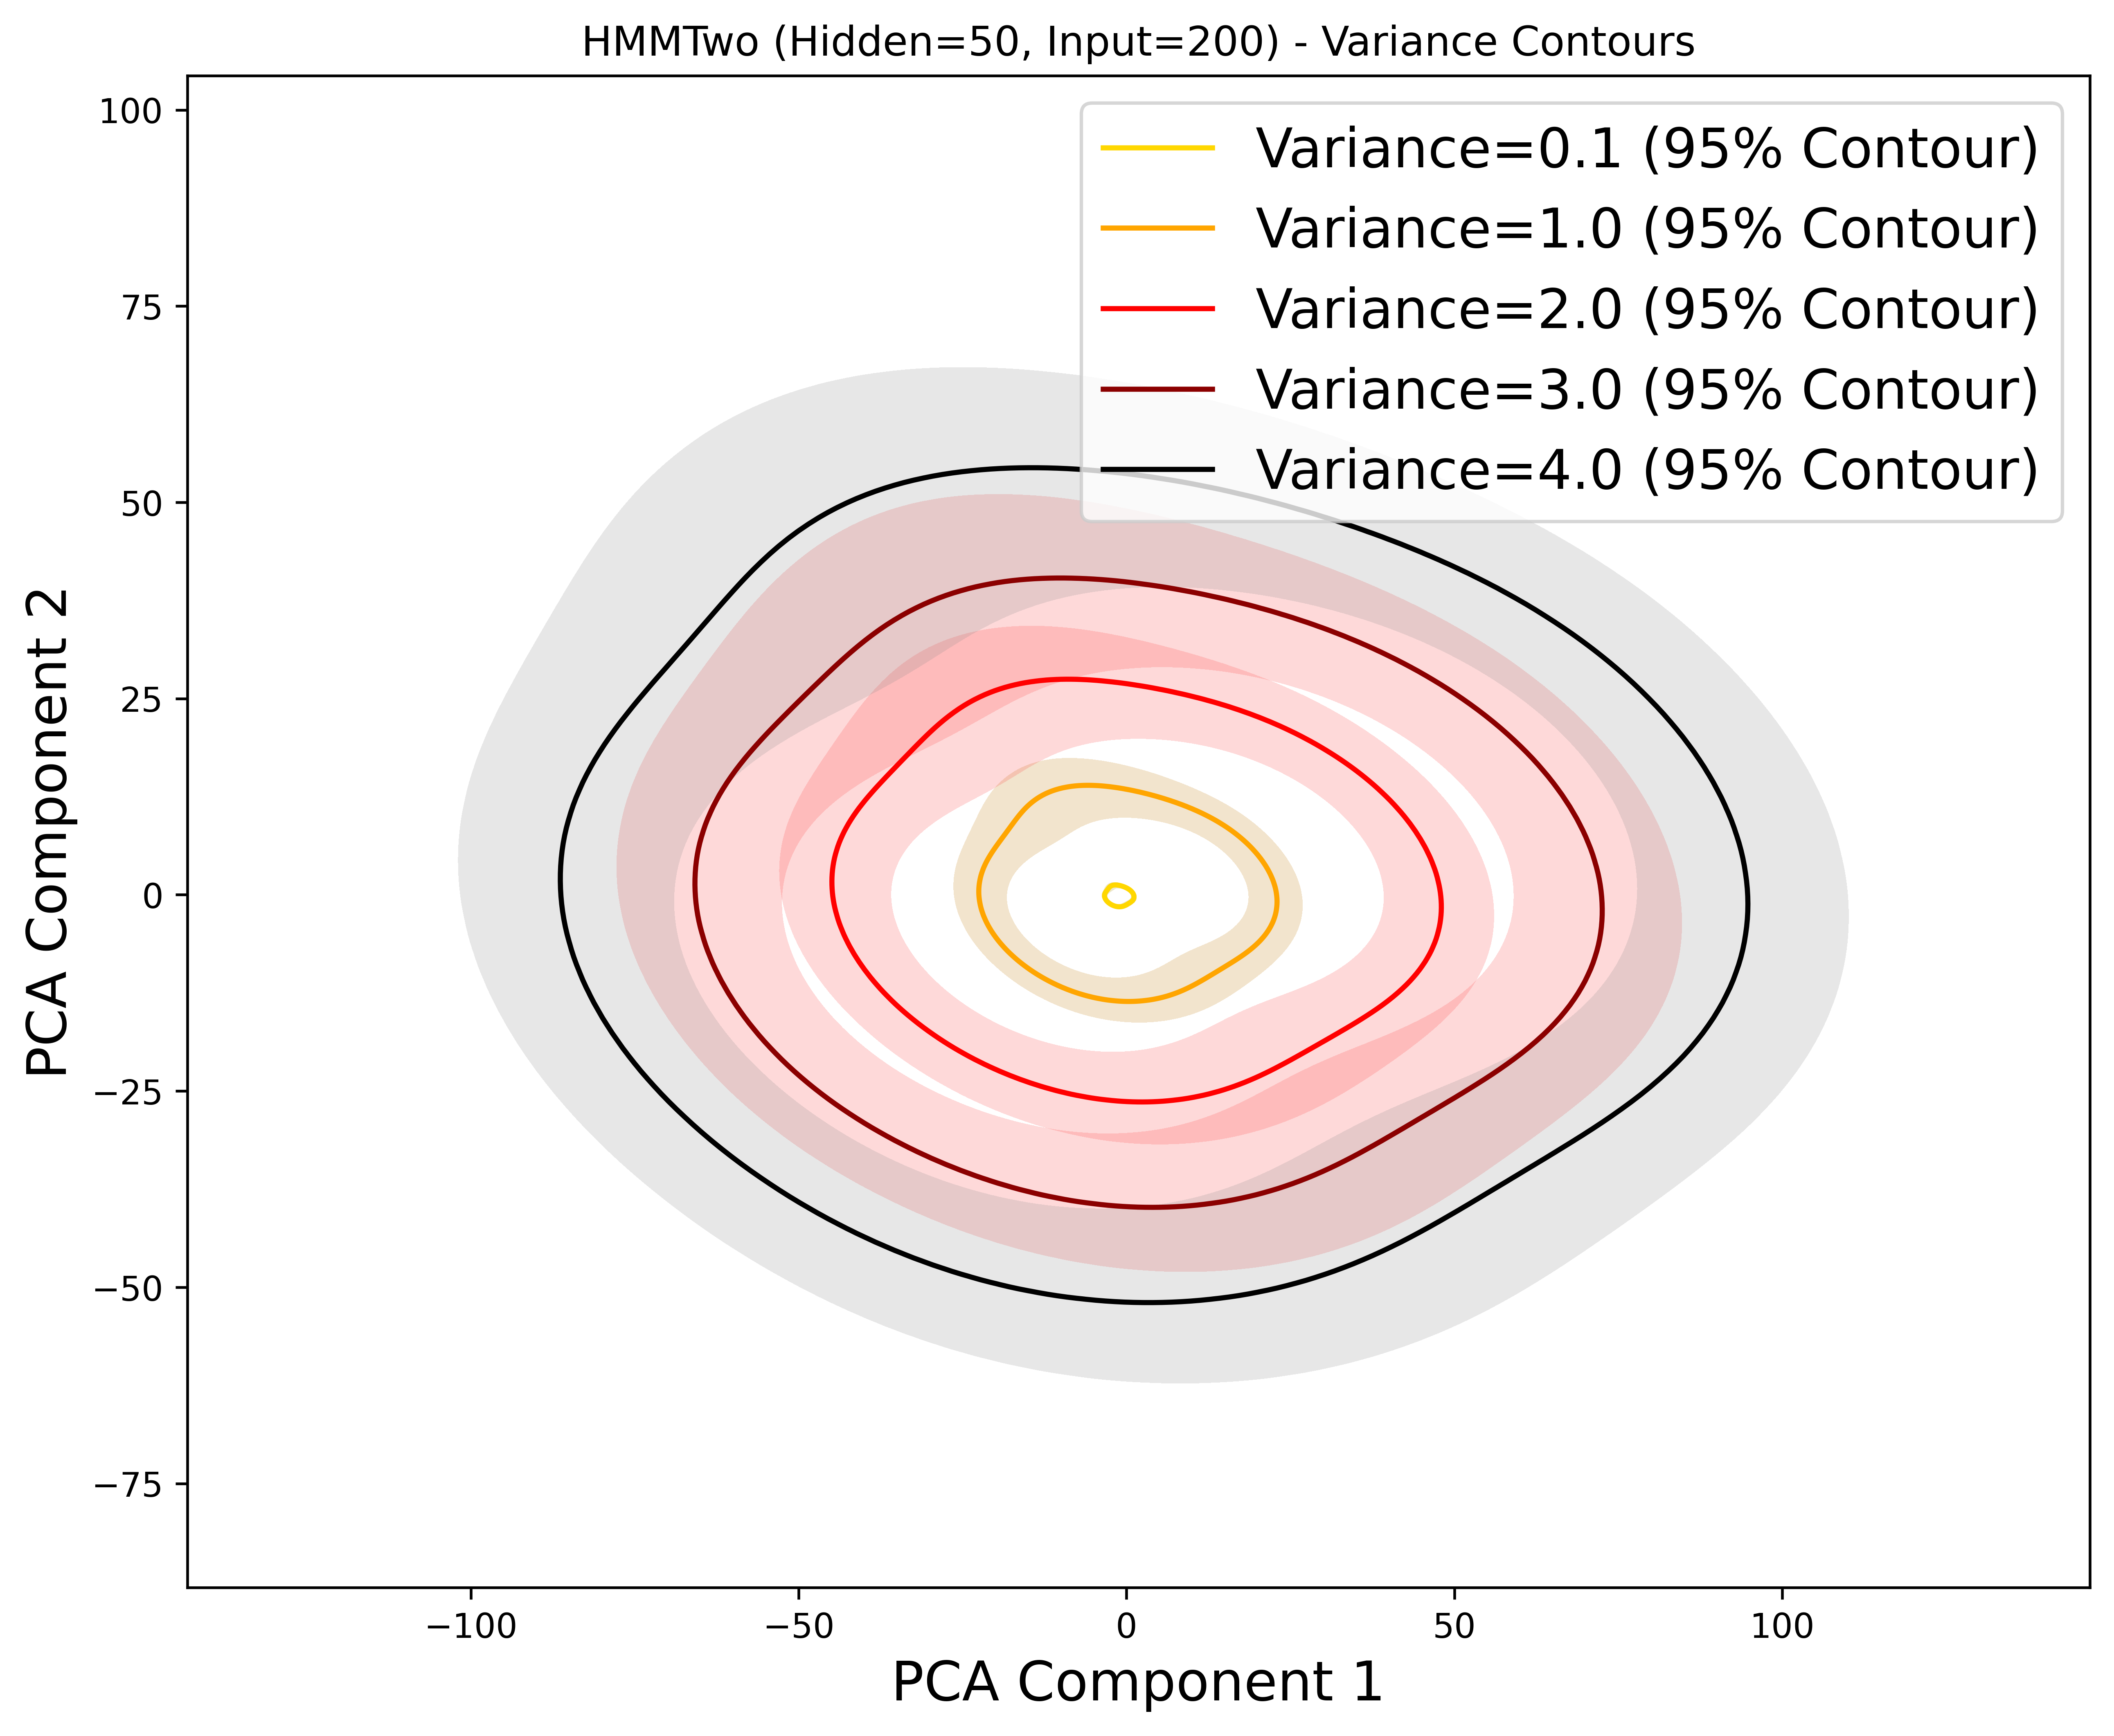 HMMTwo (Hidden=50, Input=200) - Variance Contours
Variance=0.1 (95% Contour)
Variance=1.0 (95% Contour)
Variance=2.0 (95% Contour)
Variance=3.0 (95% Contour)
Variance=4.0 (95% Contour)
PCA Component 2
100
75
50
25
0
−25
−50
−75
−100
−50
0
50
100
PCA Component 1